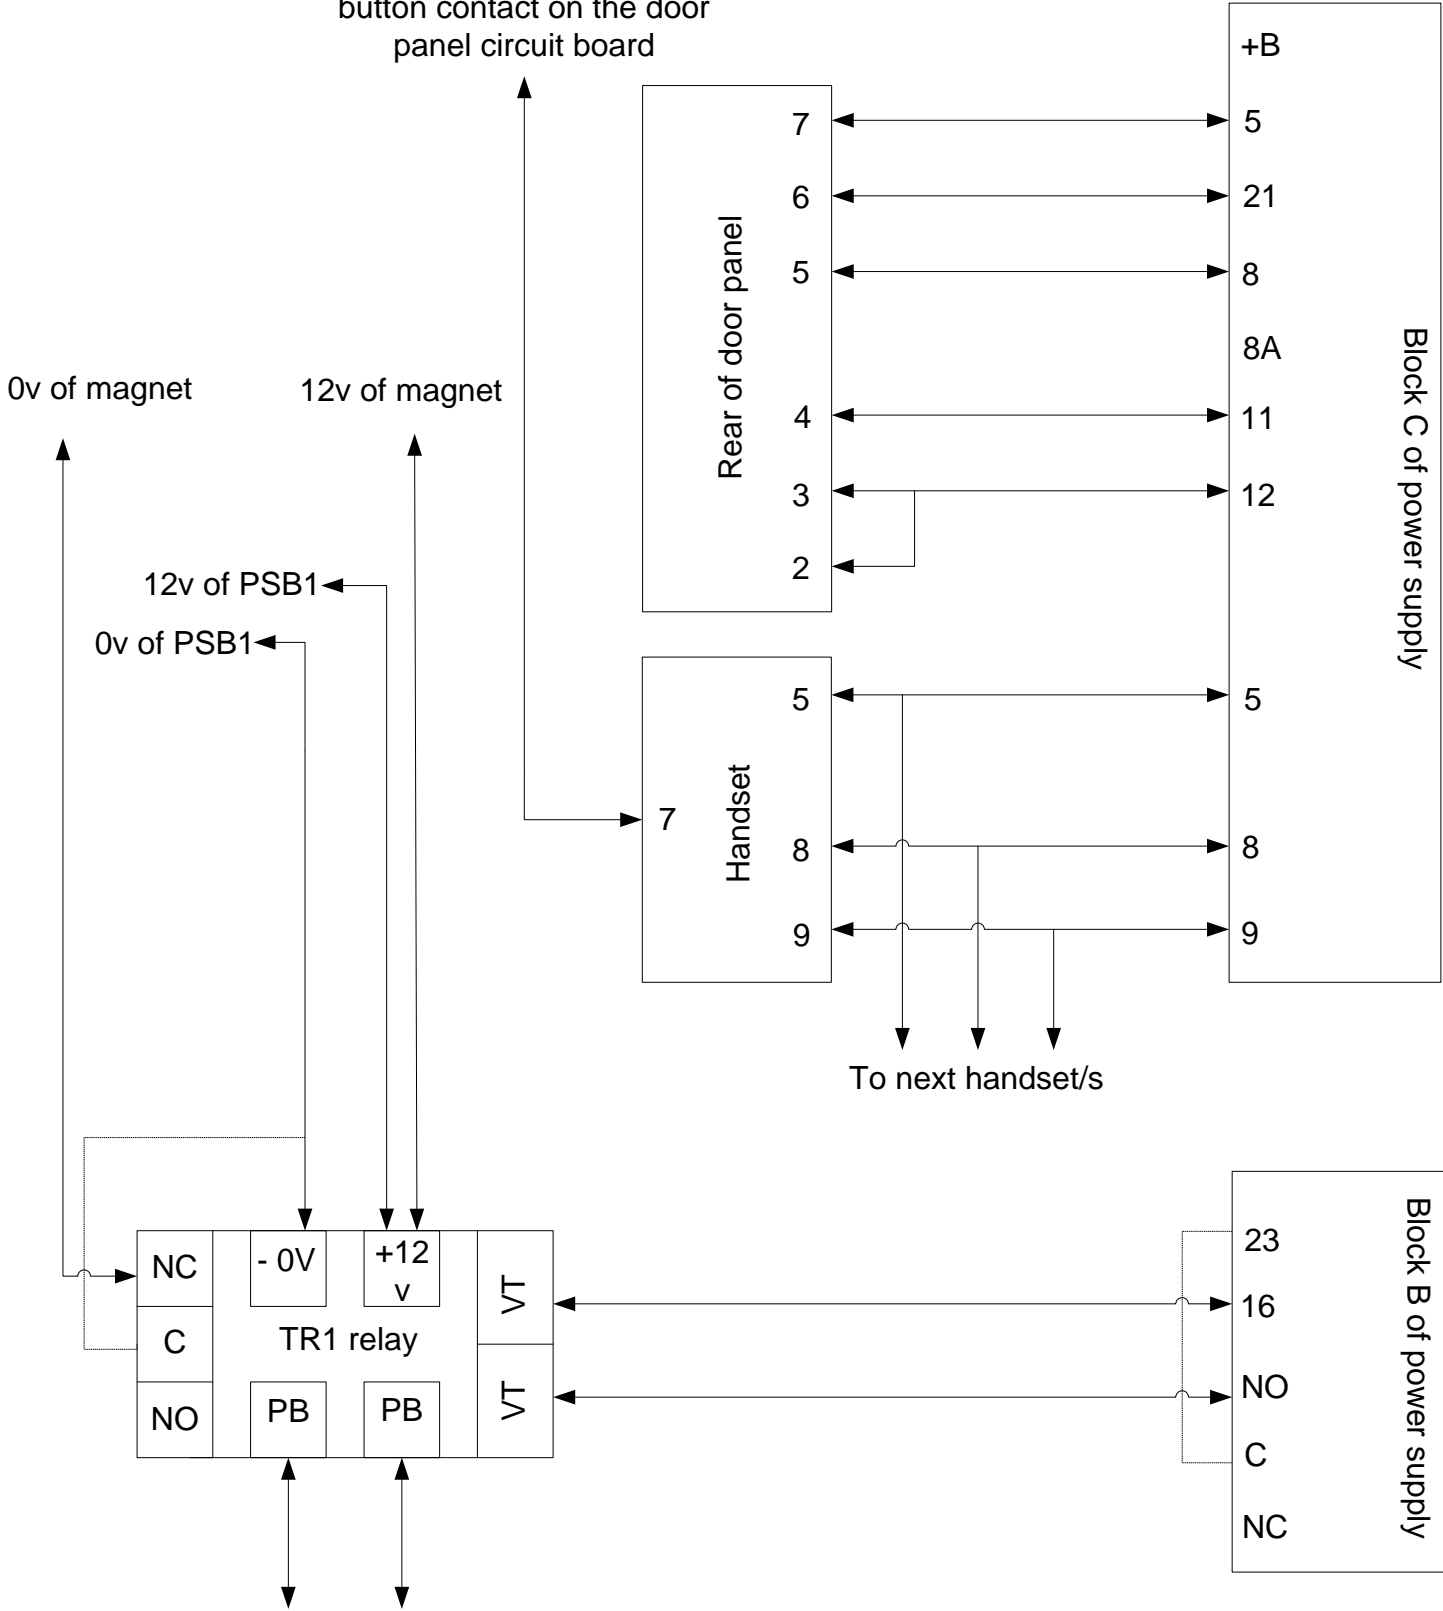 button contact on the door
panel circuit board
+B
7
5
6
21
5
8
Rear of door panel
8A
Block C of power supply
0v of magnet
12v of magnet
4
11
3
12
2
12v of PSB1
0v of PSB1
5
5
Handset
7
8
8
9
9
To next handset/s
NC
- 0V
+12
v
VT
23
16
Block B of power supply
C
TR1 relay
NO
PB
PB
VT
NO
C
NC